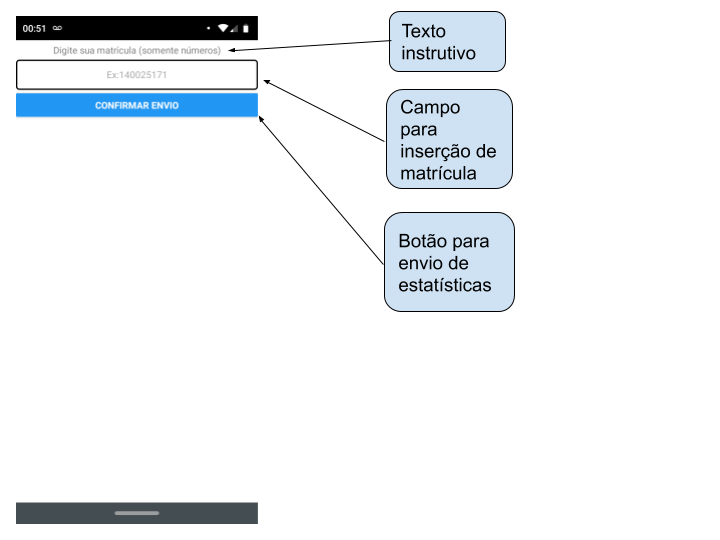 00:51
Digite sua matrícula (somente números)
Ex:140025171
CONFIRMAR ENVIO
Texto
instrutivo
Campo
para
inserção de
matrícula
Botão para
envio de
estatísticas